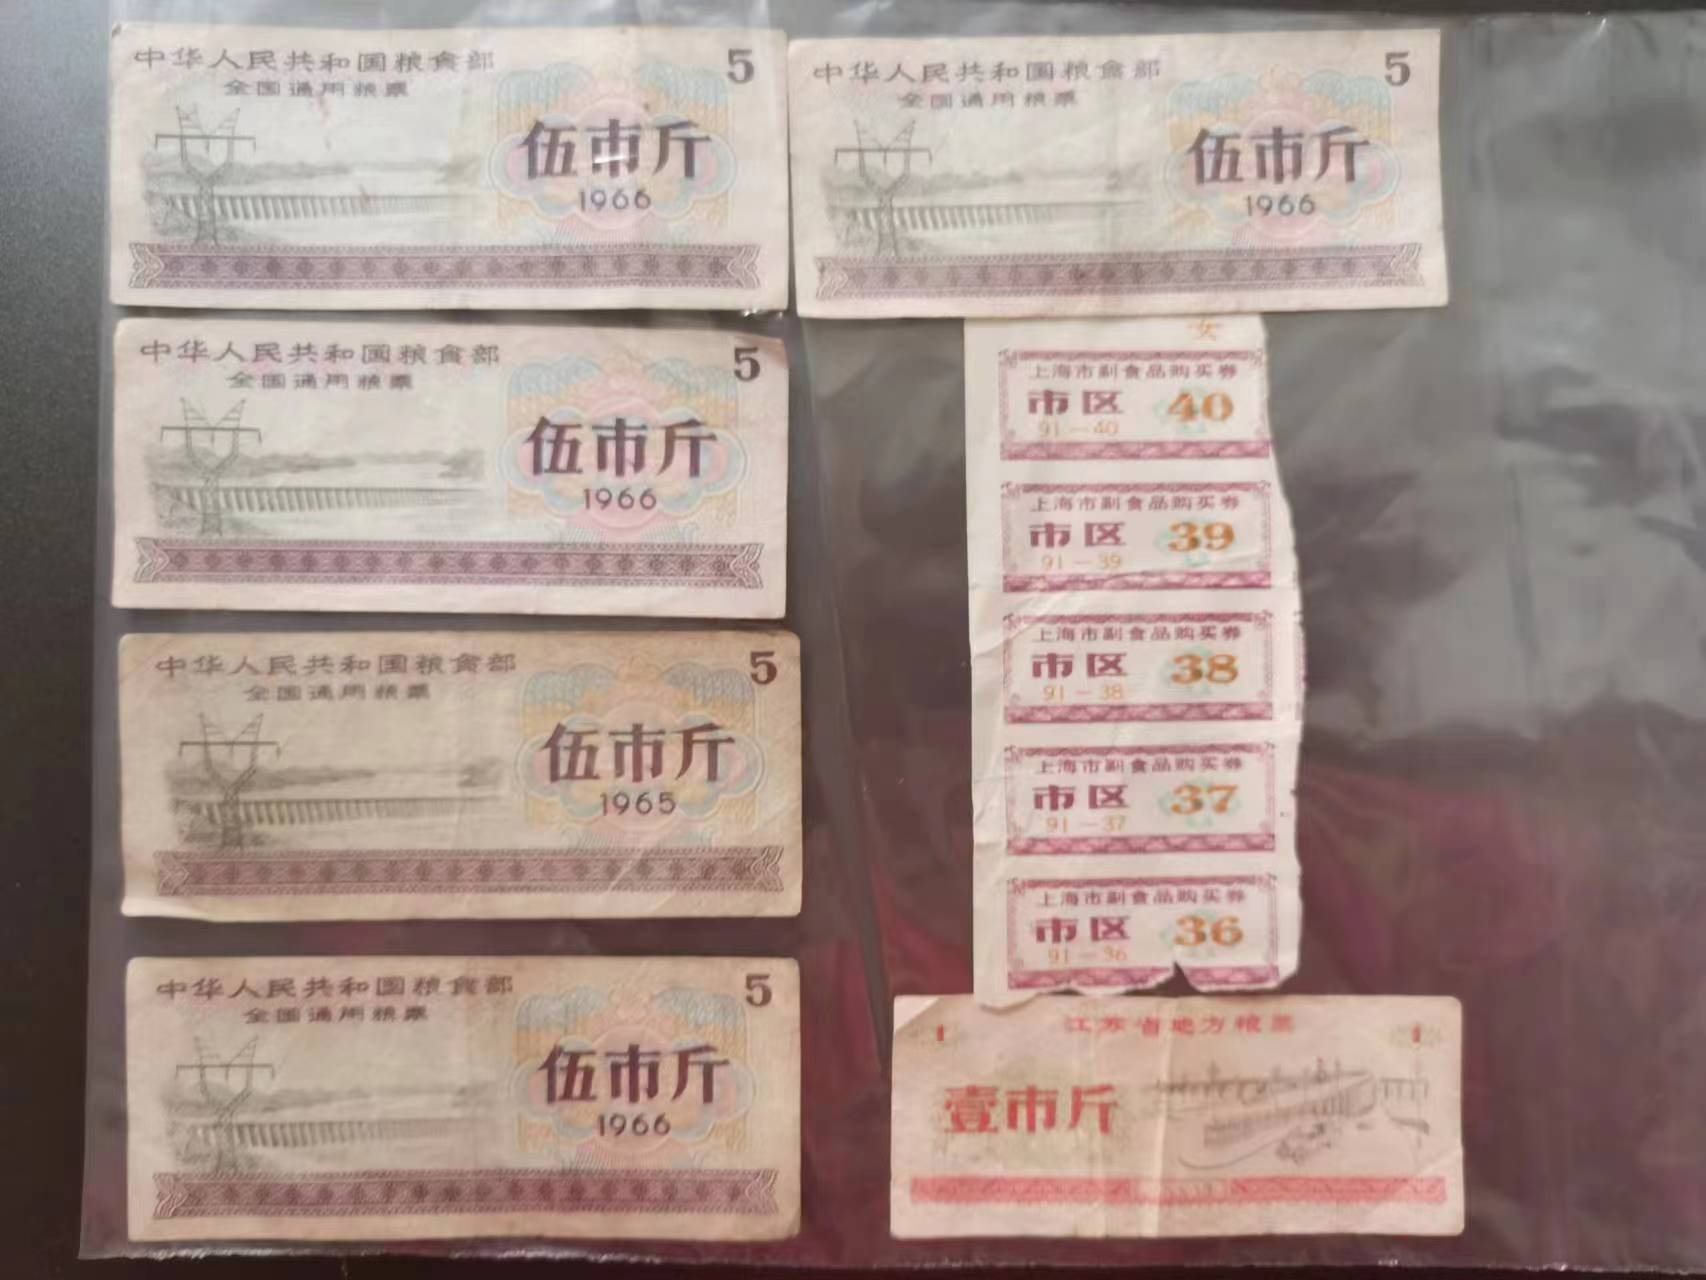 中华人民共和国粮食部
5
全国通用粮票
伍市斤
1966
中华人民共和国粮食部
5
全国通用粮票
伍市斤
1966
中华人民共和国粮食部
5
全国通用粮票
伍市斤
1966
中华人民共和国粮食部
5
全国通用粮票
伍市斤
1965
中华人民共和国粮食部
5
全国通用粮票
伍市斤
1966
女
上海市副食品购买券
市区 40
91-40
上海市副食品购买券
市区 39
91-39
上海市副食品购买券
市区 38
91-38
上海市副食品购买券
市区 37
91-37
上海市副食品购买券
市区 36
91-36
1 江苏省地方粮票 1
壹市斤